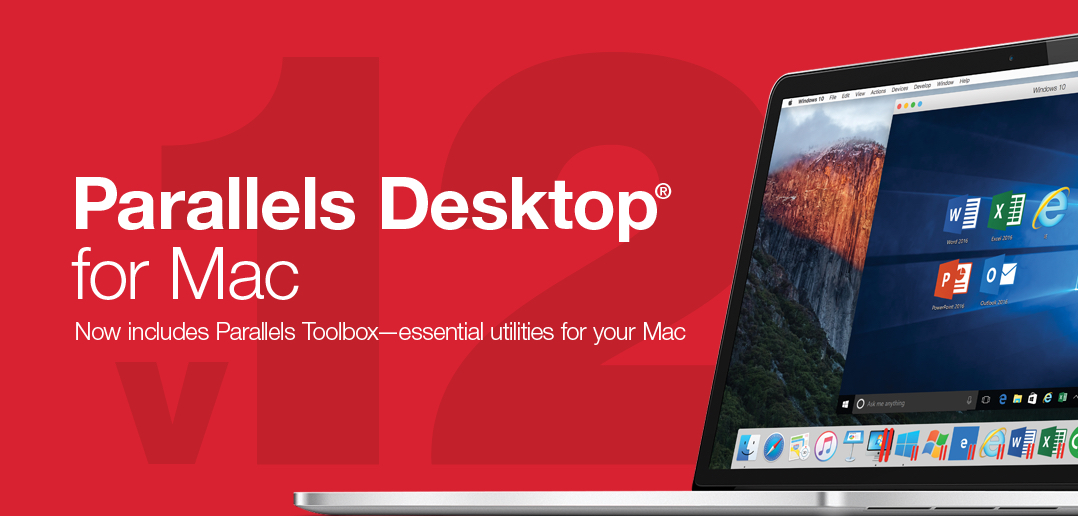 v12
Parallels Desktop®
for Mac
Now includes Parallels Toolbox—essential utilities for your Mac
Windows 10 File Edit View Actions Devices Develop Window Help
Windows 10
Word 2016
Excel 2016
PowerPoint 2016
Outlook 2016
Ask me anything